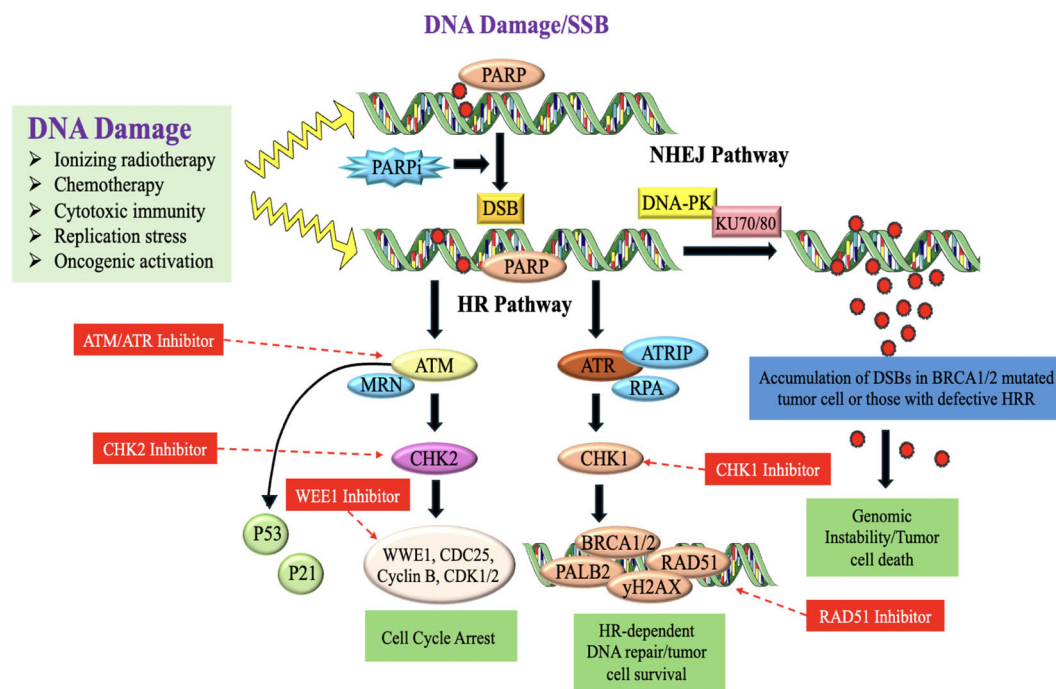 DNA Damage/SSB
PARP
DNA Damage
Ionizing radiotherapy
Chemotherapy
Cytotoxic immunity
Replication stress
Oncogenic activation
PARPi
NHEJ Pathway
DSB
DNA-PK
KU70/80
PARP
HR Pathway
ATM/ATR Inhibitor
ATM
MRN
ATR
ATRIP
RPA
Accumulation of DSBs in BRCA1/2 mutated
tumor cell or those with defective HRR
CHK2 Inhibitor
CHK2
CHK1
CHK1 Inhibitor
WEE1 Inhibitor
P53
P21
WWE1, CDC25,
Cyclin B, CDK1/2
BRCA1/2
PALB2
RAD51
yH2AX
Genomic
Instability/Tumor
cell death
RAD51 Inhibitor
Cell Cycle Arrest
HR-dependent
DNA repair/tumor
cell survival